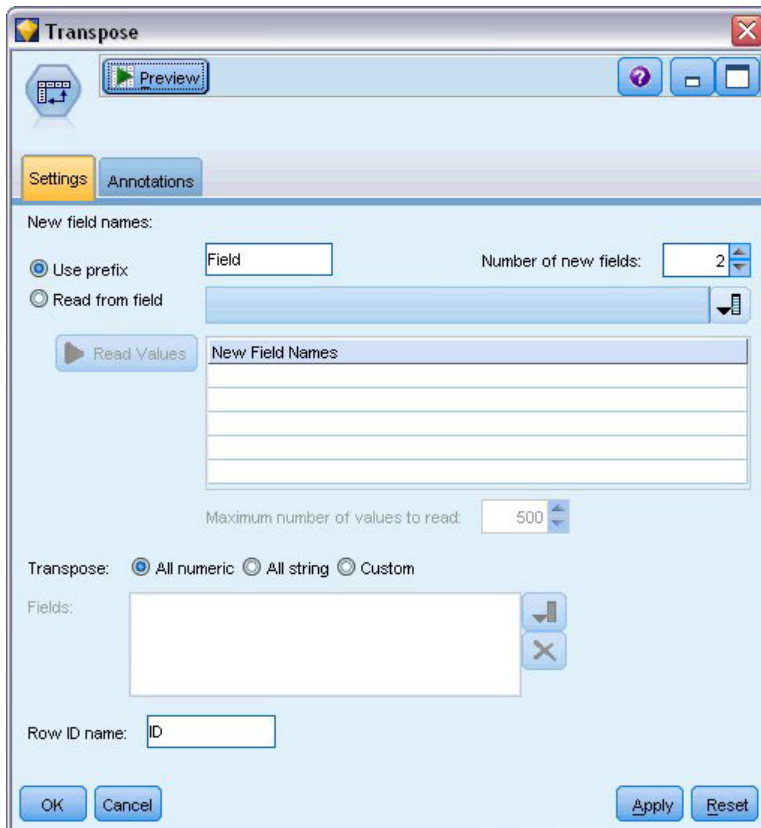 Transpose
Preview
Settings Annotations
New field names:
Use prefix Field Number of new fields: 2
Read from field
Read Values New Field Names
Maximum number of values to read: 500
Transpose: All numeric All string Custom
Fields:
Row ID name: ID
OK Cancel Apply Reset